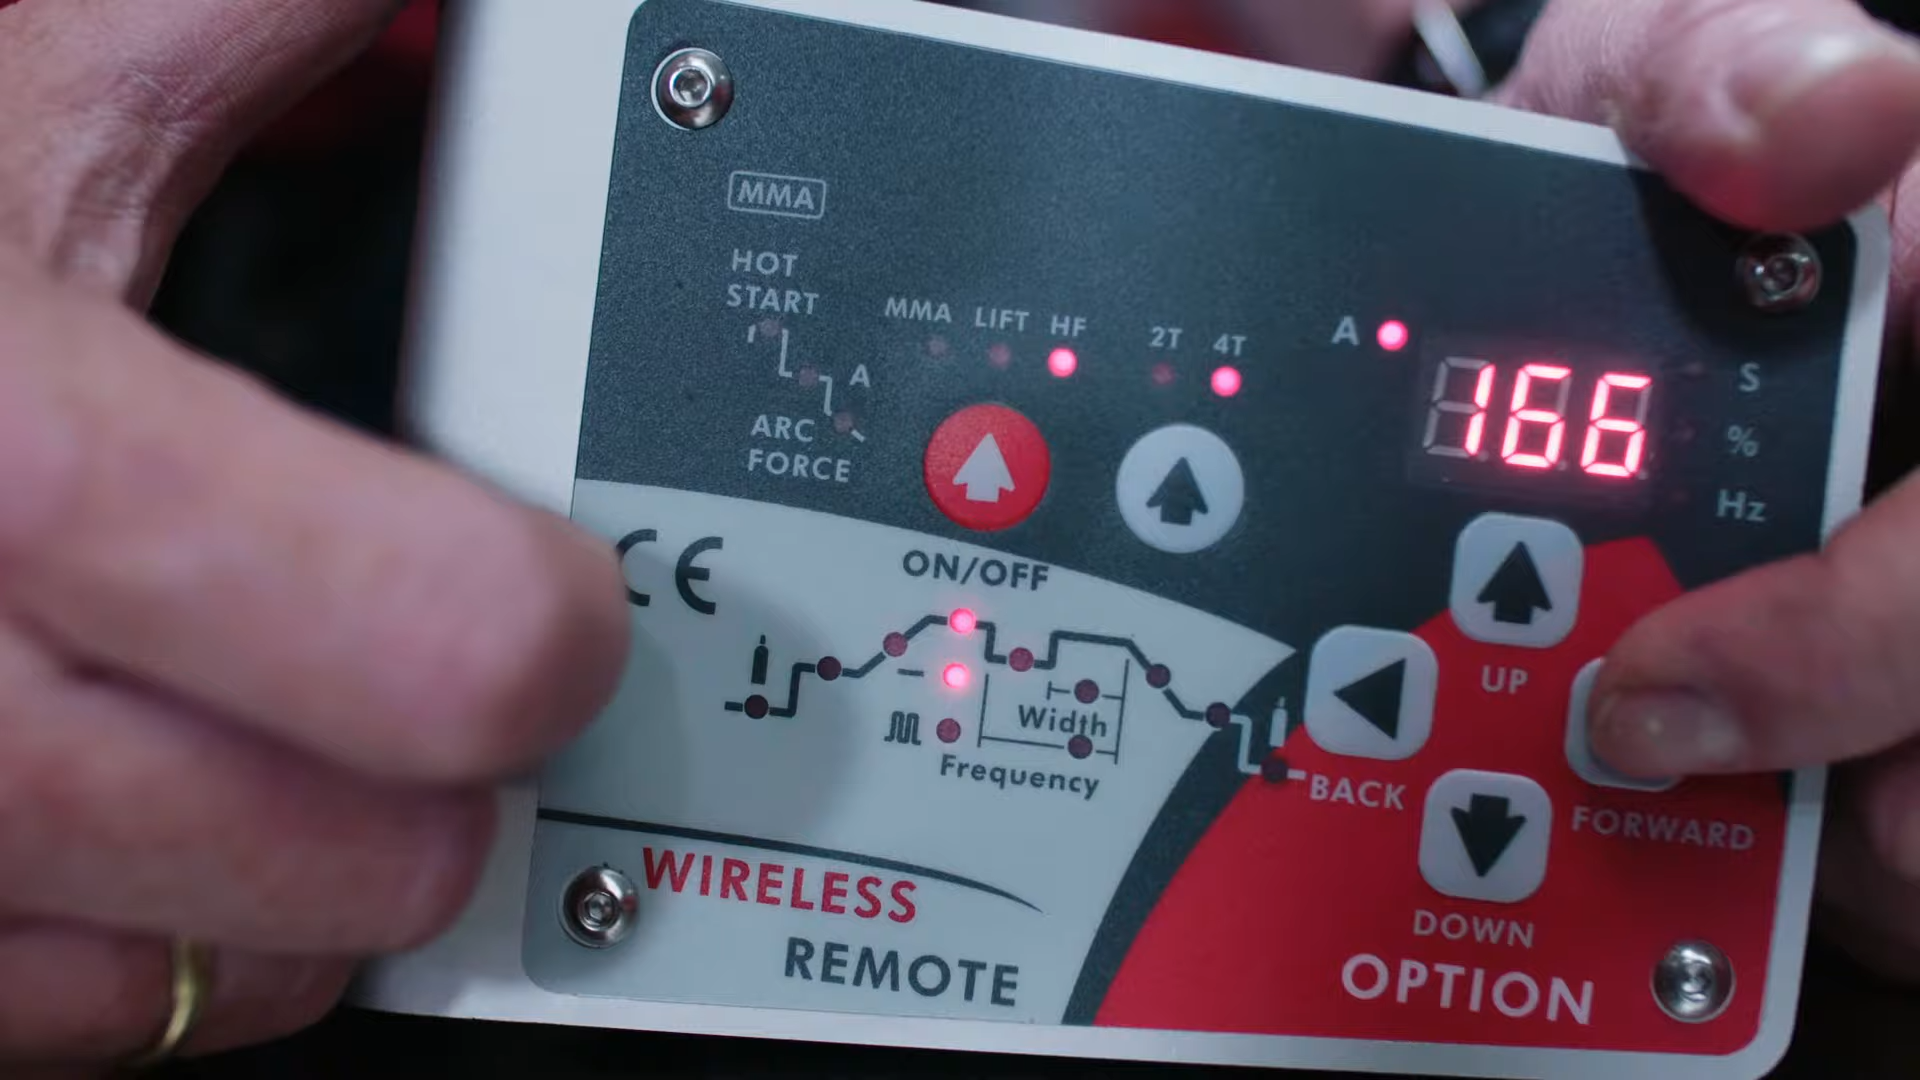 MMA
HOT
START
A
ARC
FORCE
MMA LIFT HF
2T 4T
A
166
S
%
Hz
CE
ON/OFF
Width
Frequency
UP
BACK
FORWARD
DOWN
OPTION
WIRELESS
REMOTE